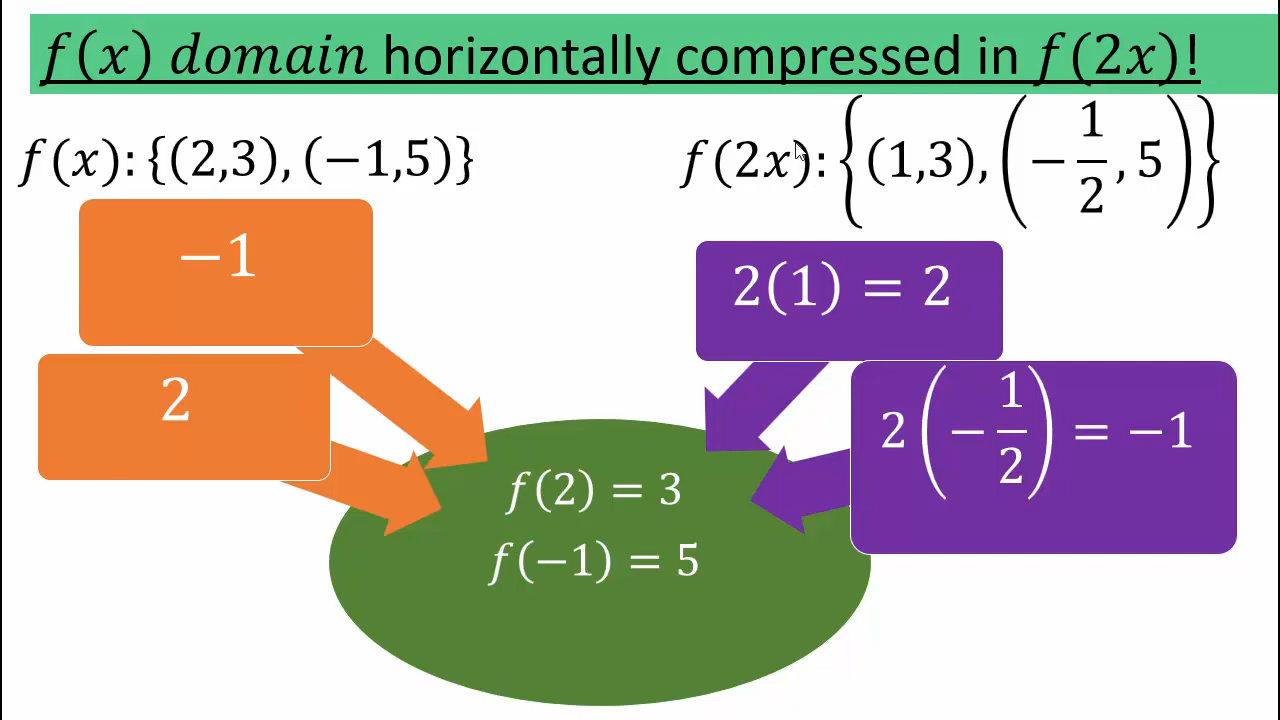 f(x) domain horizontally compressed in f(2x)!
f(x): {(2,3), (−1,5)}
f(2x): {(1,3), (−1/2, 5)}
−1
2
2(1) = 2
2(−1/2) = −1
f(2) = 3
f(−1) = 5